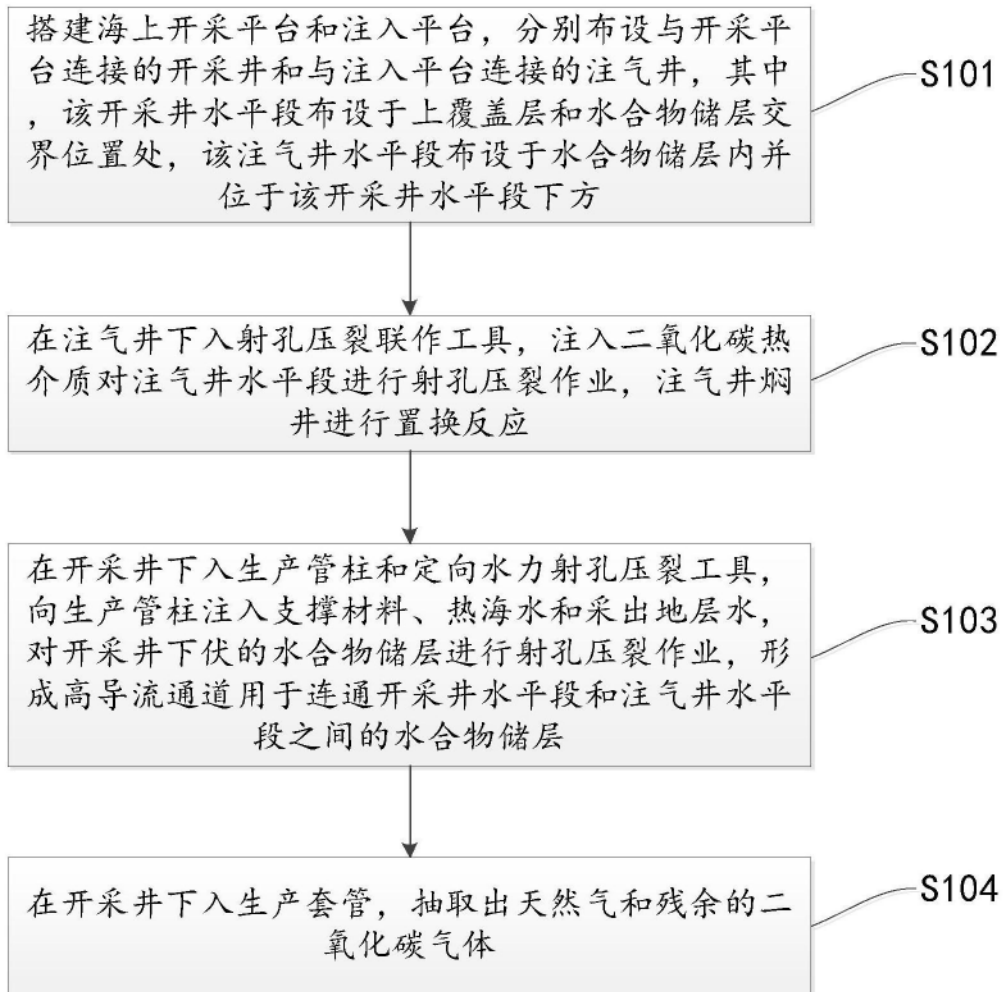 搭建海上开采平台和注入平台，分别布设与开采平
台连接的开采井和与注入平台连接的注气井，其中
，该开采井水平段布设于上覆盖层和水合物储层交
界位置处，该注气井水平段布设于水合物储层内并
位于该开采井水平段下方
S101
在注气井下入射孔压裂联作工具，注入二氧化碳热
介质对注气井水平段进行射孔压裂作业，注气井焖
井进行置换反应
S102
在开采井下入生产管柱和定向水力射孔压裂工具，
向生产管柱注入支撑材料、热海水和采出地层水，
对开采井下伏的水合物储层进行射孔压裂作业，形
成高导流通道用于连通开采井水平段和注气井水平
段之间的水合物储层
S103
在开采井下入生产套管，抽取出天然气和残余的二
氧化碳气体
S104